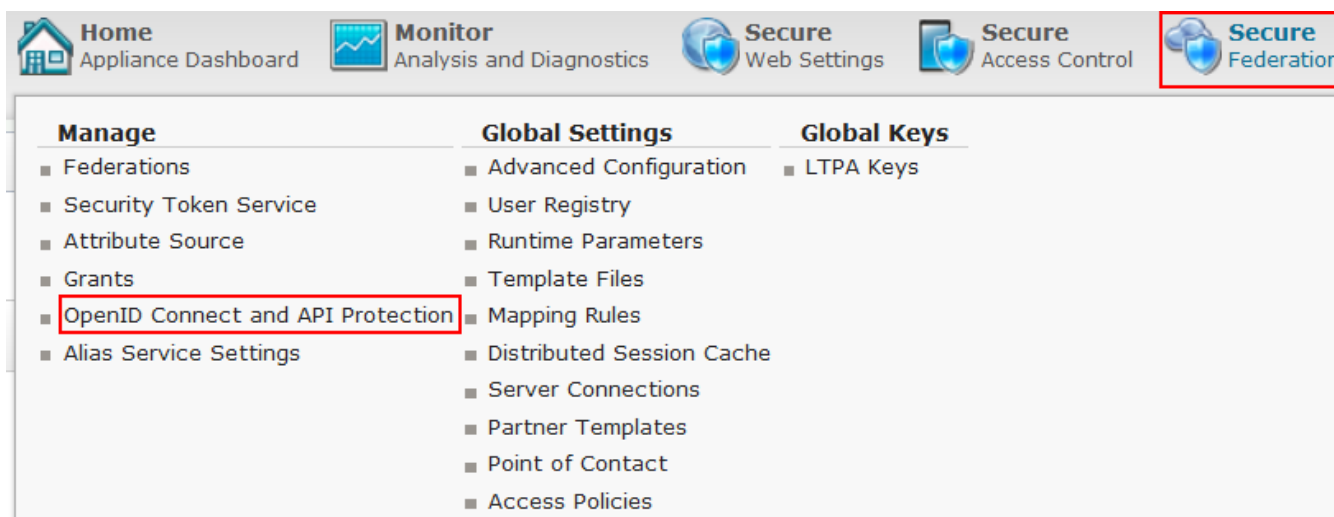 Home
Appliance Dashboard
Monitor
Analysis and Diagnostics
Secure
Web Settings
Secure
Access Control
Secure
Federation
Manage
Federations
Security Token Service
Attribute Source
Grants
OpenID Connect and API Protection
Alias Service Settings
Global Settings
Advanced Configuration
User Registry
Runtime Parameters
Template Files
Mapping Rules
Distributed Session Cache
Server Connections
Partner Templates
Point of Contact
Access Policies
Global Keys
LTPA Keys